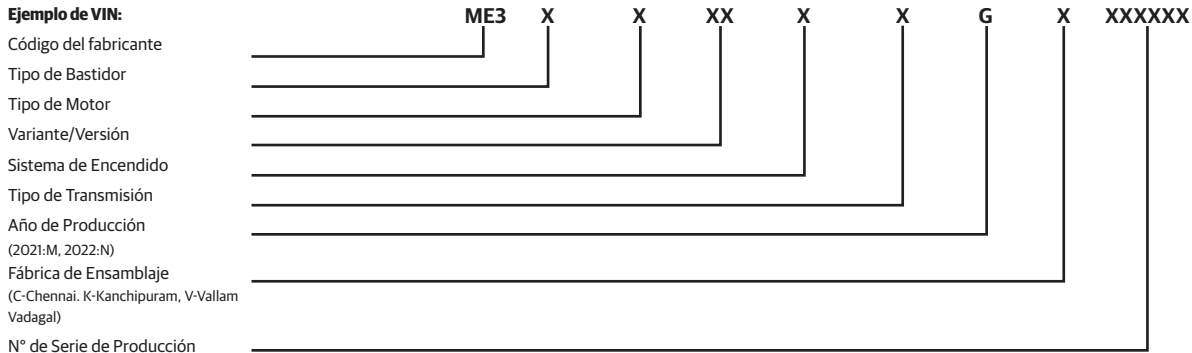 Ejemplo de VIN: ME3 X X XX X X G X XXXXXX
Código del fabricante
Tipo de Bastidor
Tipo de Motor
Variante/Versión
Sistema de Encendido
Tipo de Transmisión
Año de Producción
(2021:M, 2022:N)
Fábrica de Ensamblaje
(C-Chennai. K-Kanchipuram, V-Vallam
Vadagal)
N° de Serie de Producción